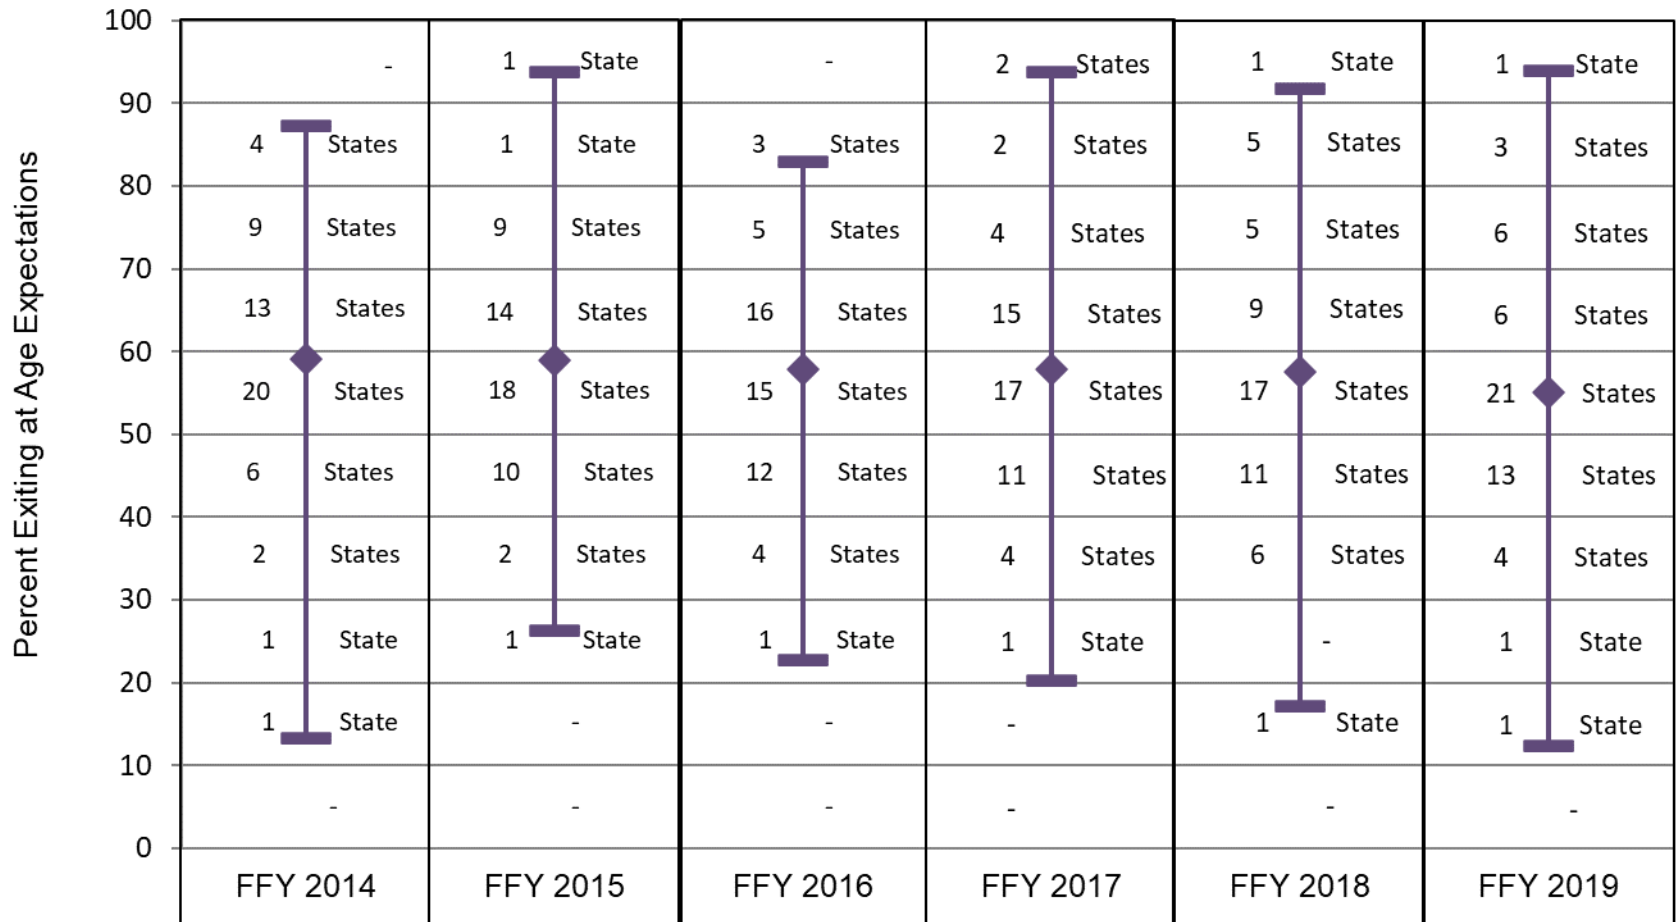 Percent Exiting at Age Expectations
100
- 1 State - 2 States 1 State 1 State
90
4 States 1 State 3 States 2 States 5 States 3 States
80
9 States 9 States 5 States 4 States 5 States 6 States
70
13 States 14 States 16 States 15 States 9 States 6 States
60
20 States 18 States 15 States 17 States 17 States 21 States
50
6 States 10 States 12 States 11 States 11 States 13 States
40
2 States 2 States 4 States 4 States 6 States 4 States
30
1 State 1 State 1 State 1 State - 1 State
20
1 State - - - 1 State 1 State
10
- - - - - -
0
FFY 2014 FFY 2015 FFY 2016 FFY 2017 FFY 2018 FFY 2019